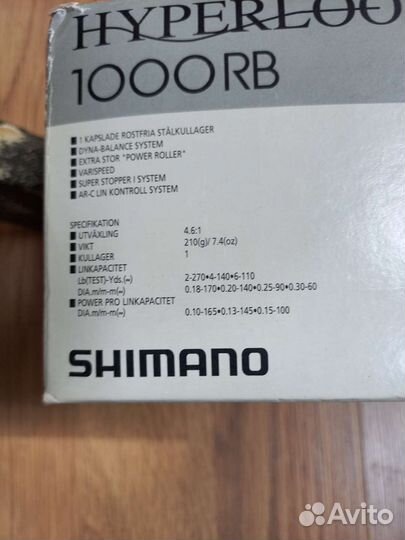 HYPERLOO
1000RB
■ 1 KAPSLADE ROSTFRIA STÅLKULLAGER
■ DYNA-BALANCE SYSTEM
■ EXTRA STOR "POWER ROLLER"
■ VARISPEED
■ SUPER STOPPER I SYSTEM
■ AR-C LIN KONTROLL SYSTEM
SPECIFIKATION
■ UTVÄXLING 4.6:1
■ VIKT 210(g)/ 7.4(oz)
■ KULLAGER 1
■ LINKAPACITET
Lb(TEST)-Yds.(∞) 2-270•4-140•6-110
DIA.m/m-m(∞) 0.18-170•0.20-140•0.25-90•0.30-60
■ POWER PRO LINKAPACITET
DIA.m/m-m(∞) 0.10-165•0.13-145•0.15-100
SHIMANO
Avito